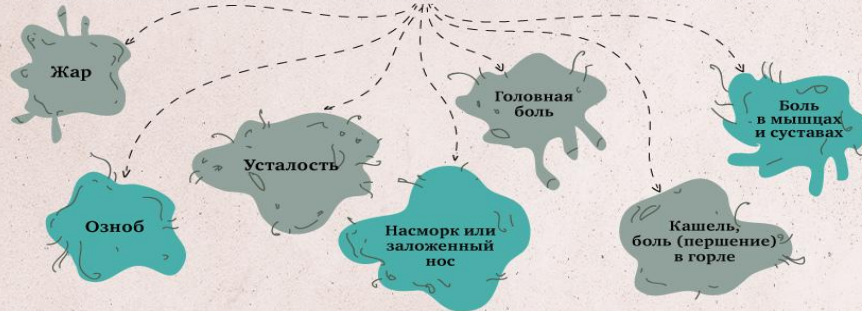 Жар
Головная
боль
Боль
в мышцах
и суставах
Усталость
Озноб
Насморк или
заложенный
нос
Кашель,
боль (першение)
в горле